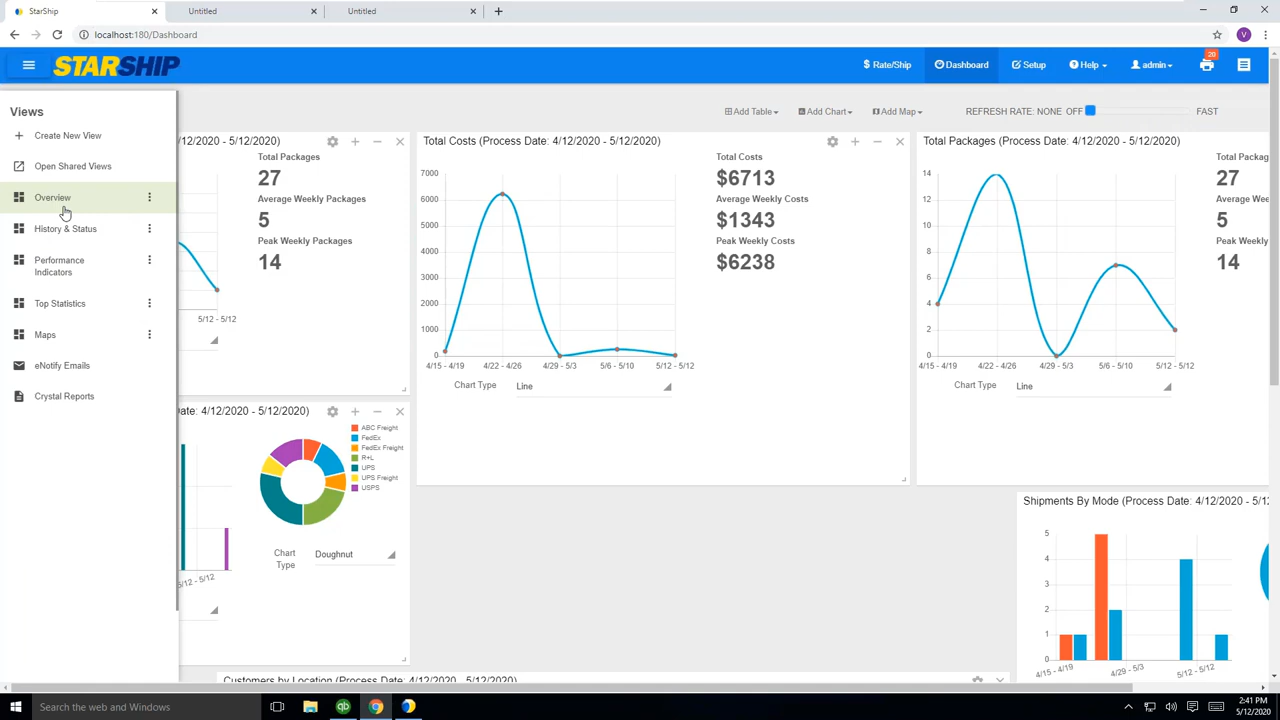 StarShip
Untitled
Untitled
localhost:180/Dashboard
V
STARSHIP
Rate/Ship
Dashboard
Setup
Help
admin
20
Views
Create New View
Open Shared Views
Overview
History & Status
Performance
Indicators
Top Statistics
Maps
eNotify Emails
Crystal Reports
Add Table
Add Chart
Add Map
REFRESH RATE: NONE OFF
FAST
/12/2020 - 5/12/2020)
Total Packages
27
Average Weekly Packages
5
Peak Weekly Packages
14
5/12 - 5/12
Total Costs (Process Date: 4/12/2020 - 5/12/2020)
7000
6000
5000
4000
3000
2000
1000
0
4/15 - 4/19
4/22 - 4/26
4/29 - 5/3
5/6 - 5/10
5/12 - 5/12
Chart Type
Line
Total Costs
$6713
Average Weekly Costs
$1343
Peak Weekly Costs
$6238
Total Packages (Process Date: 4/12/2020 - 5/12/2020)
14
12
10
8
6
4
2
0
4/15 - 4/19
4/22 - 4/26
4/29 - 5/3
5/6 - 5/10
5/12 - 5/12
Chart Type
Line
Total Packag
27
Average We
5
Peak Weekly
14
ate: 4/12/2020 - 5/12/2020)
ABC Freight
FedEx
FedEx Freight
R+L
UPS
UPS Freight
USPS
5/12 - 5/12
Chart
Type
Doughnut
Shipments By Mode (Process Date: 4/12/2020 - 5/12
5
4
3
2
1
0
4/15 - 4/19
4/29 - 5/3
5/12 - 5/12
Customers by Location (Process Date: 4/12/2020 - 5/12/2020)
Search the web and Windows
2:41 PM
5/12/2020